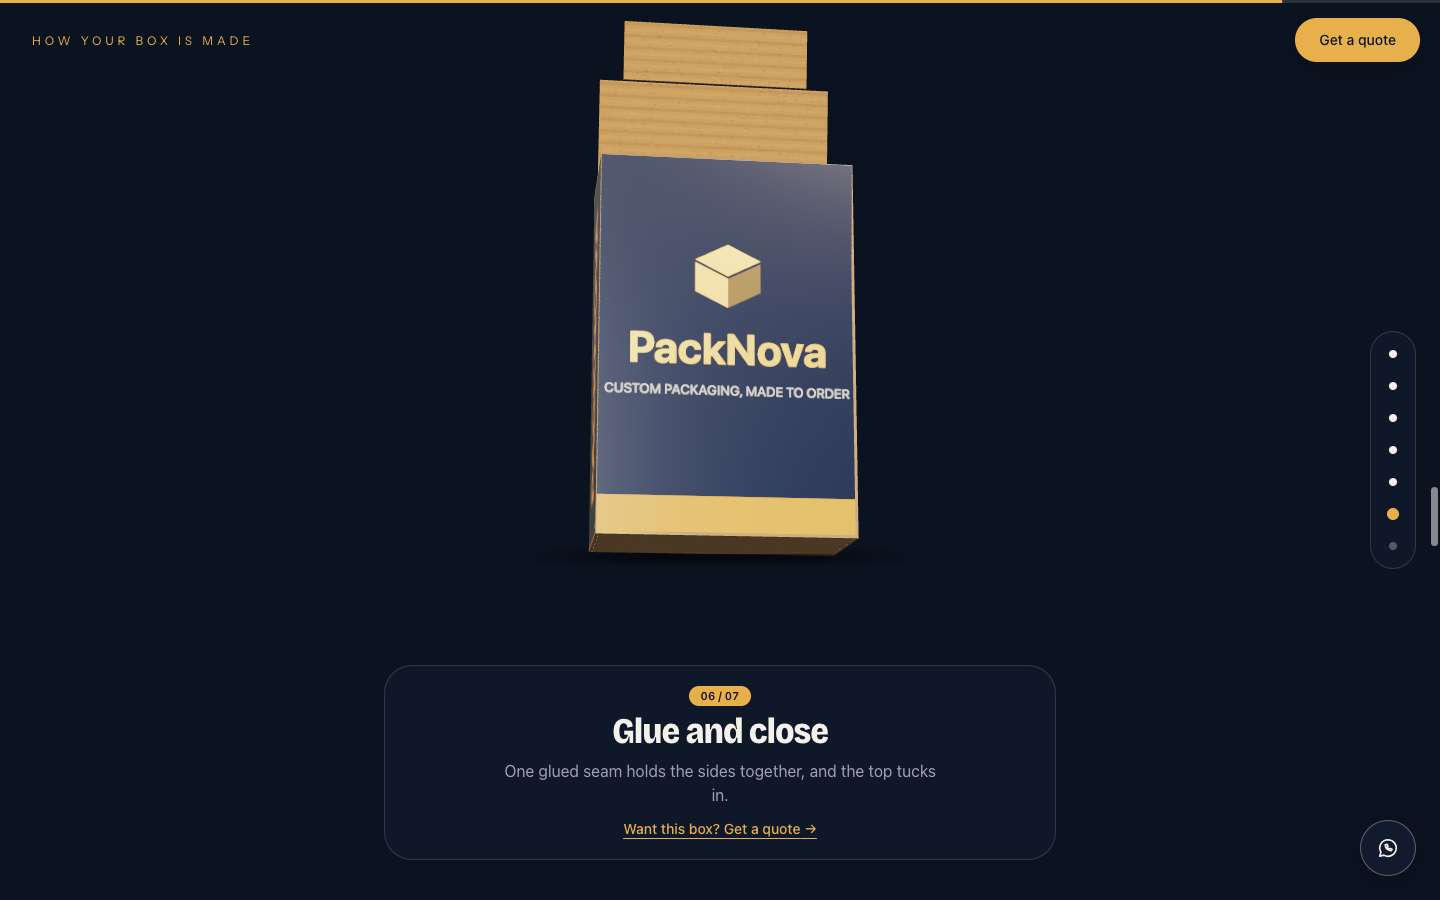 HOW YOUR BOX IS MADE
Get a quote
PackNova
CUSTOM PACKAGING, MADE TO ORDER
06 / 07
Glue and close
One glued seam holds the sides together, and the top tucks
in.
Want this box? Get a quote →